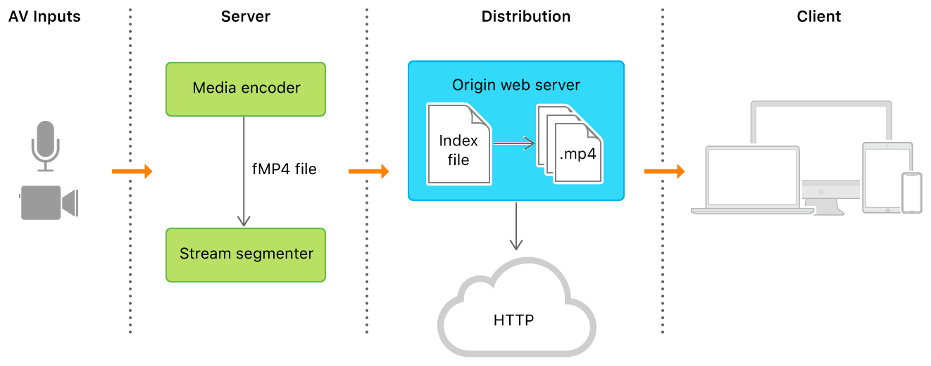 AV Inputs
Server
Distribution
Client
Media encoder
fMP4 file
Stream segmenter
Origin web server
Index
file
.mp4
HTTP